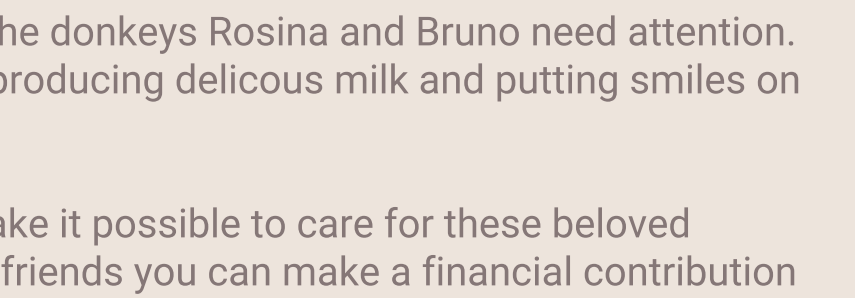 he donkeys Rosina and Bruno need attention.
producing delicous milk and putting smiles on
ake it possible to care for these beloved
friends you can make a financial contribution